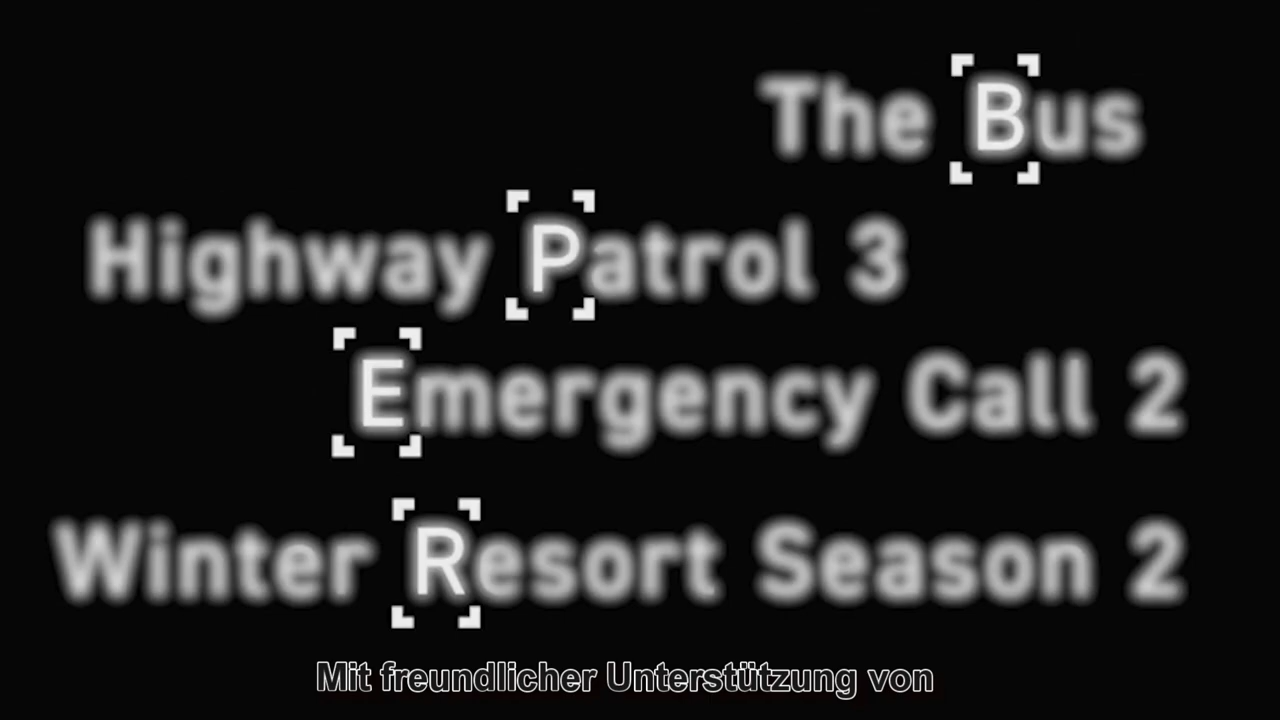 The Bus
Highway Patrol 3
Emergency Call 2
Winter Resort Season 2
Mit freundlicher Unterstützung von